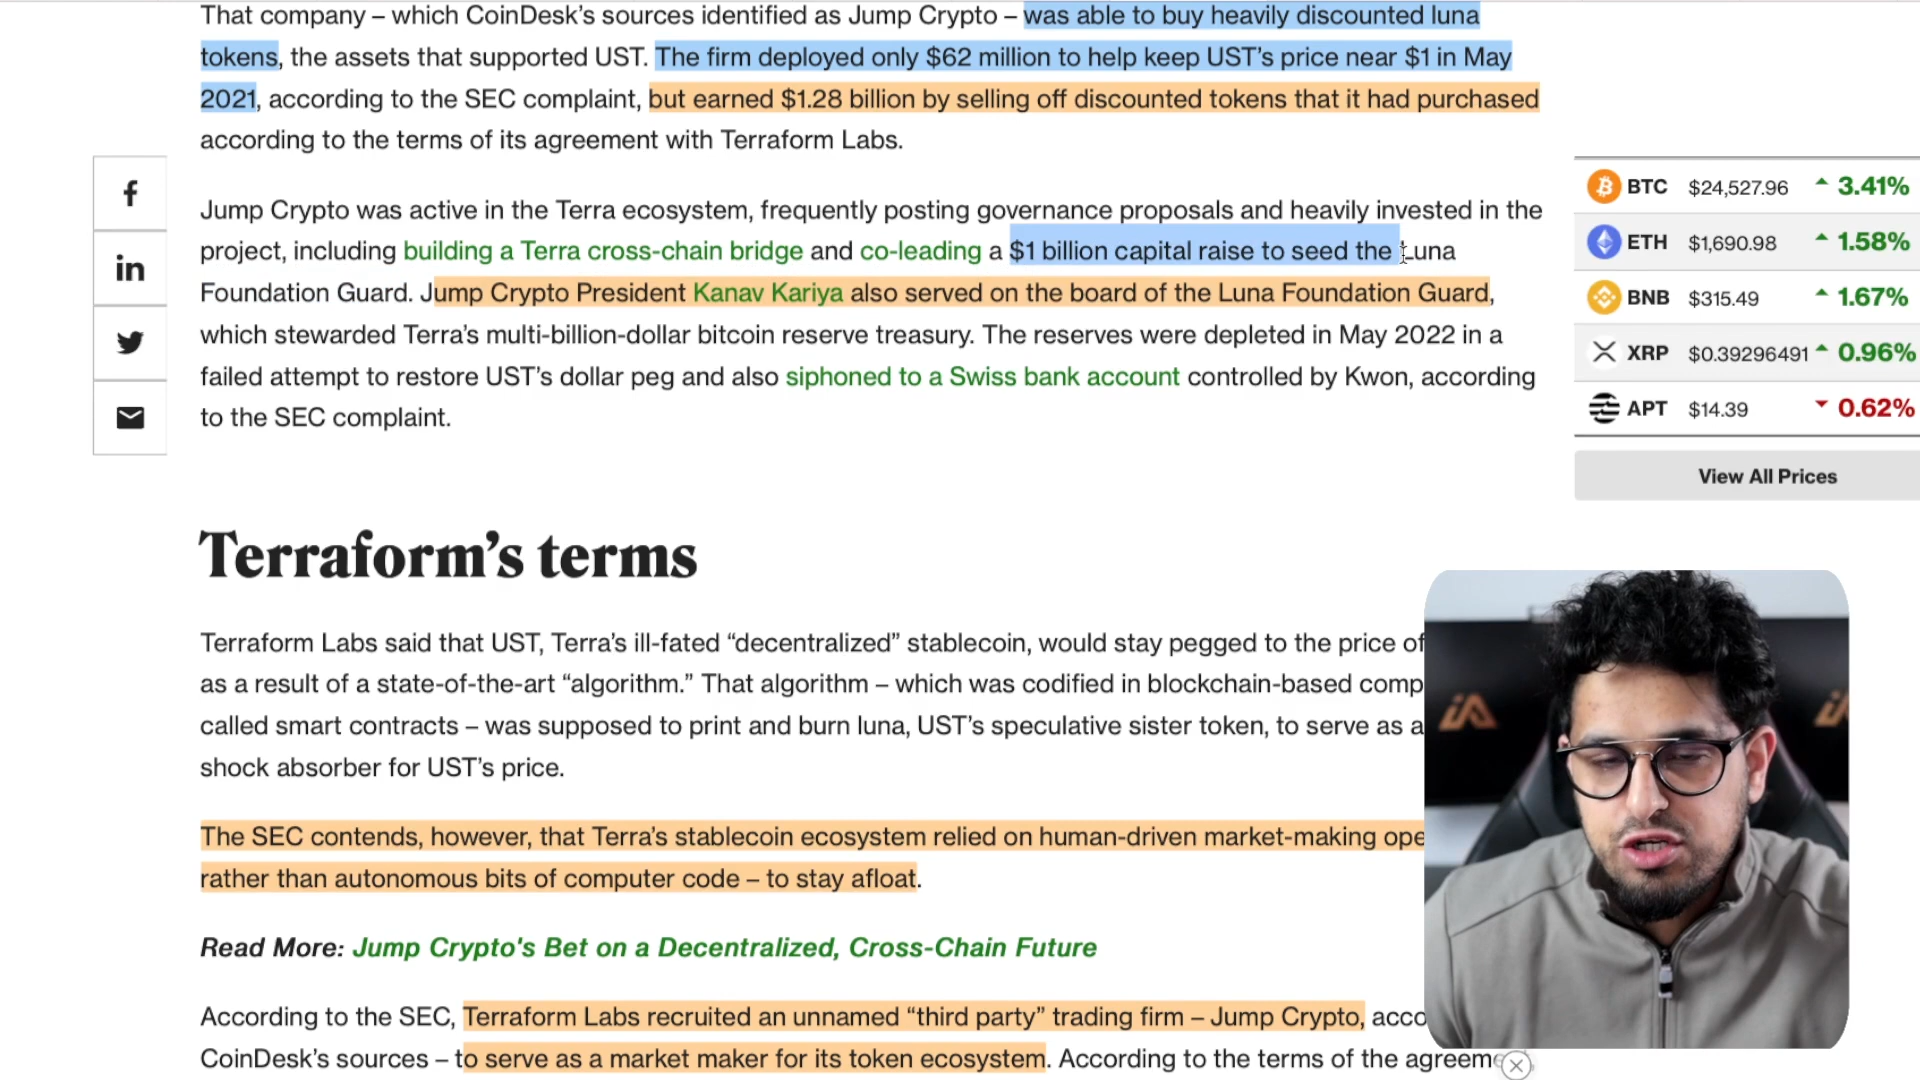 That company – which CoinDesk’s sources identified as Jump Crypto – was able to buy heavily discounted luna
tokens, the assets that supported UST. The firm deployed only $62 million to help keep UST’s price near $1 in May
2021, according to the SEC complaint, but earned $1.28 billion by selling off discounted tokens that it had purchased
according to the terms of its agreement with Terraform Labs.
Jump Crypto was active in the Terra ecosystem, frequently posting governance proposals and heavily invested in the
project, including building a Terra cross-chain bridge and co-leading a $1 billion capital raise to seed the Luna
Foundation Guard. Jump Crypto President Kanav Kariya also served on the board of the Luna Foundation Guard,
which stewarded Terra’s multi-billion-dollar bitcoin reserve treasury. The reserves were depleted in May 2022 in a
failed attempt to restore UST’s dollar peg and also siphoned to a Swiss bank account controlled by Kwon, according
to the SEC complaint.
BTC $24,527.96 3.41%
ETH $1,690.98 1.58%
BNB $315.49 1.67%
XRP $0.39296491 0.96%
APT $14.39 0.62%
View All Prices
Terraform’s terms
Terraform Labs said that UST, Terra’s ill-fated “decentralized” stablecoin, would stay pegged to the price of
as a result of a state-of-the-art “algorithm.” That algorithm – which was codified in blockchain-based comp
called smart contracts – was supposed to print and burn luna, UST’s speculative sister token, to serve as a
shock absorber for UST’s price.
The SEC contends, however, that Terra’s stablecoin ecosystem relied on human-driven market-making ope
rather than autonomous bits of computer code – to stay afloat.
Read More: Jump Crypto's Bet on a Decentralized, Cross-Chain Future
According to the SEC, Terraform Labs recruited an unnamed “third party” trading firm – Jump Crypto, acco
CoinDesk’s sources – to serve as a market maker for its token ecosystem. According to the terms of the agreem